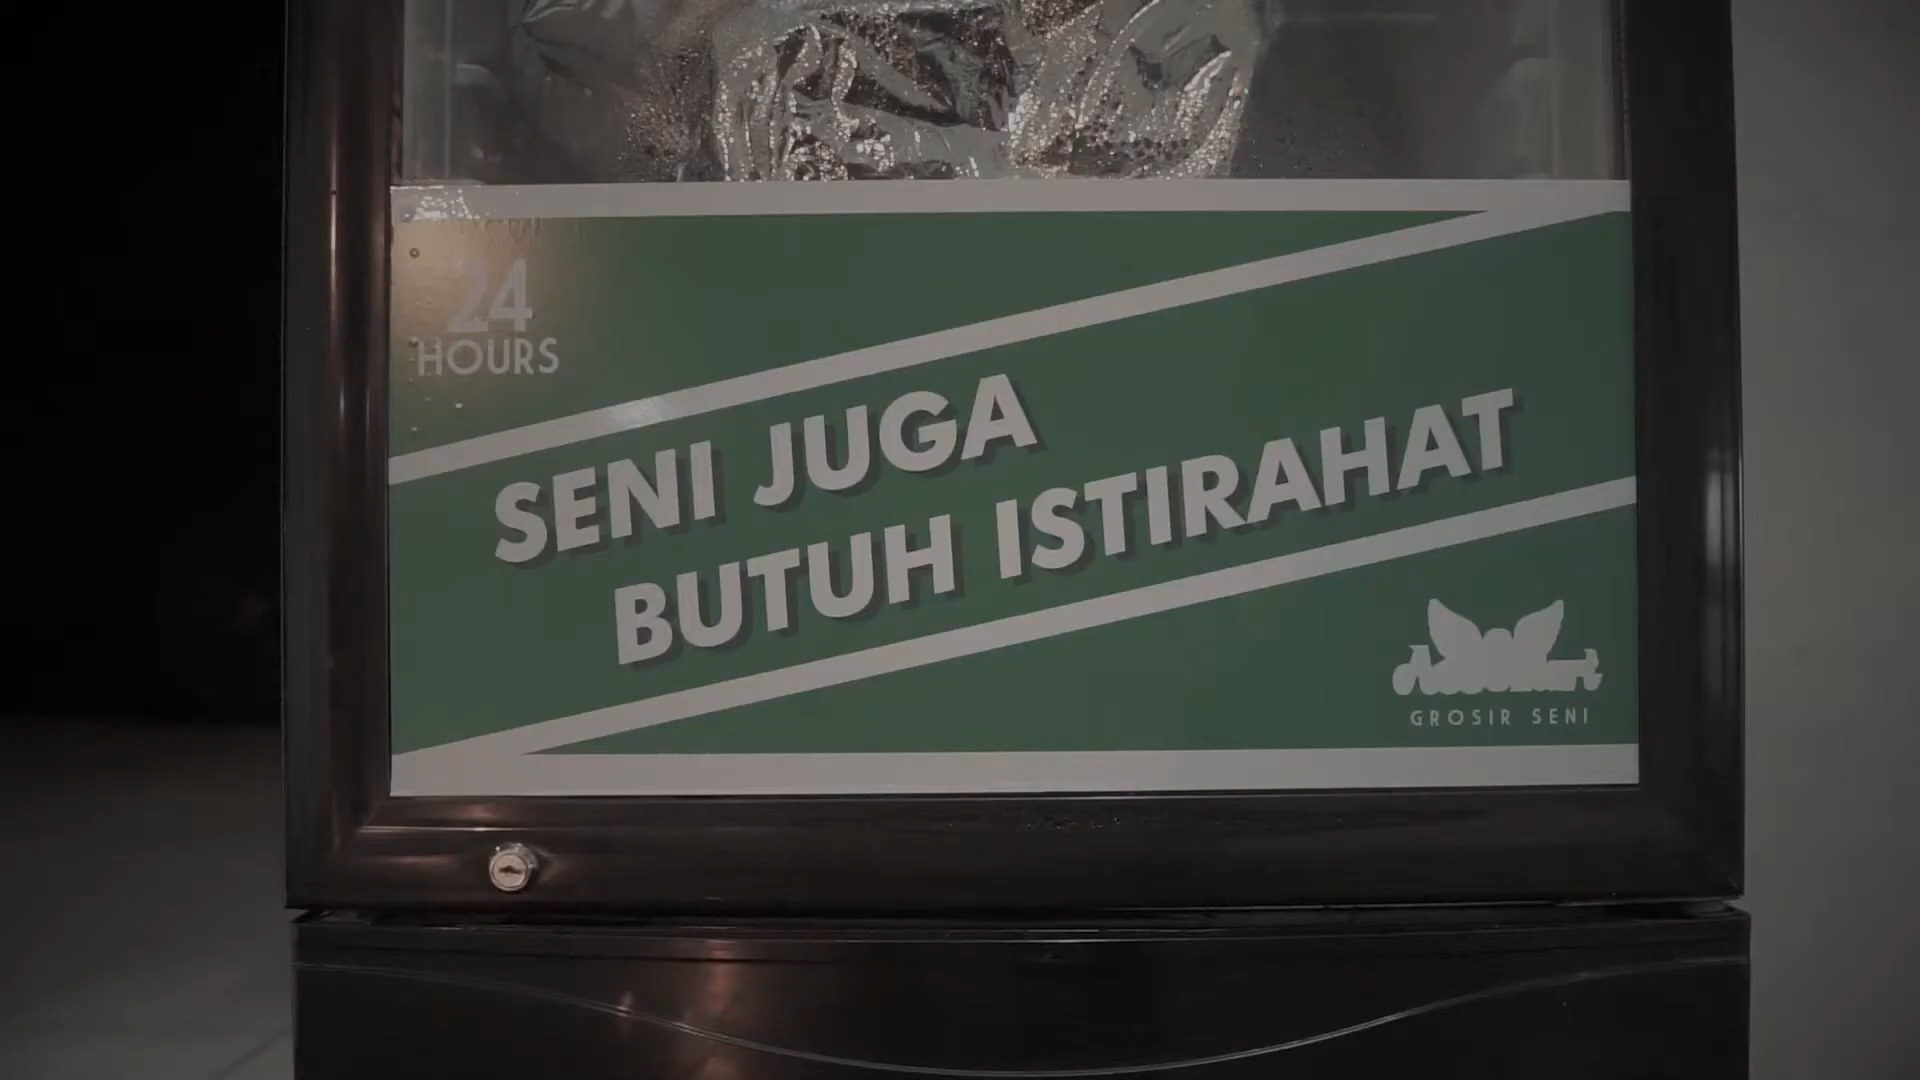 24
HOURS
SENI JUGA
BUTUH ISTIRAHAT
GROSIR SENI